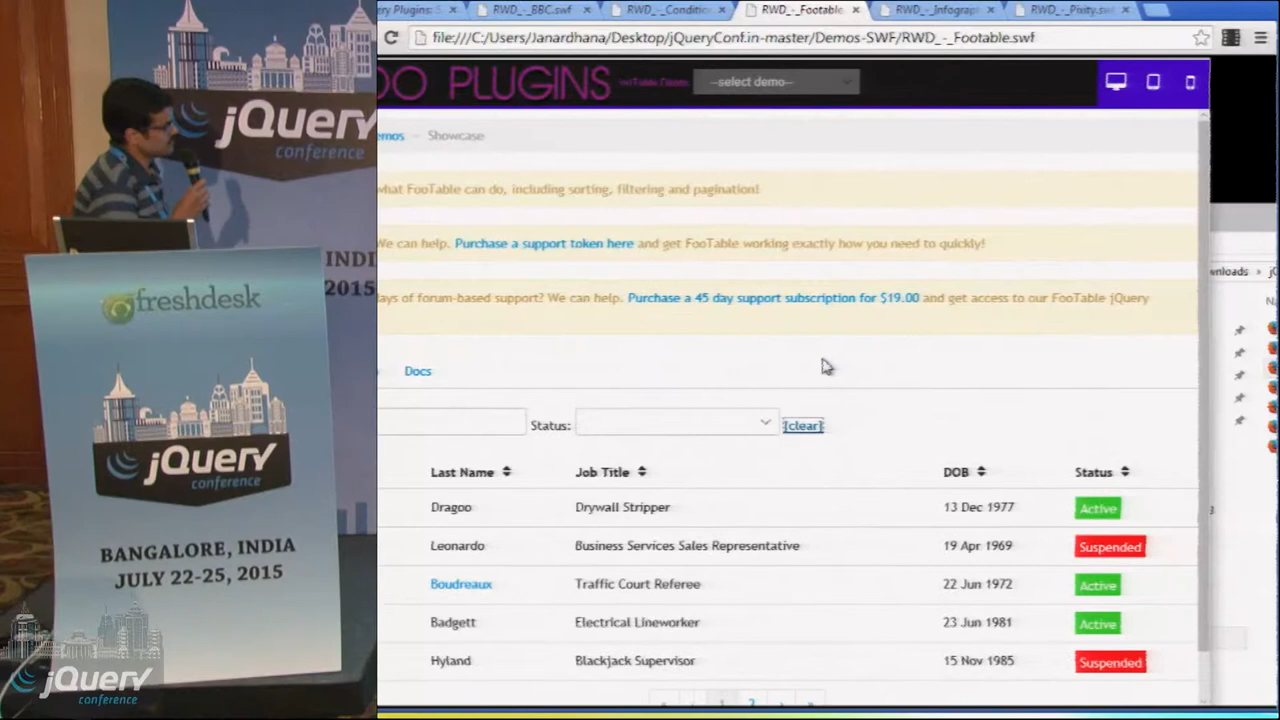 jQuery
conference
INDI
2015
freshdesk
jQuery
conference
BANGALORE, INDIA
JULY 22-25, 2015
jQuery
conference
ry Plugins: S
RWD_-_BBC.swf
RWD_-_Conditic
RWD_-_Footable
RWD_-_Infograph
RWD_-_Pixity.swf
file:///C:/Users/Janardhana/Desktop/jQueryConf.in-master/Demos-SWF/RWD_-_Footable.swf
OO PLUGINS
--select demo--
emos
Showcase
what FooTable can do, including sorting, filtering and pagination!
We can help. Purchase a support token here and get FooTable working exactly how you need to quickly!
days of forum-based support? We can help. Purchase a 45 day support subscription for $19.00 and get access to our FooTable jQuery
Docs
Status:
[clear]
Last Name Job Title DOB Status
Dragoo Drywall Stripper 13 Dec 1977 Active
Leonardo Business Services Sales Representative 19 Apr 1969 Suspended
Boudreaux Traffic Court Referee 22 Jun 1972 Active
Badgett Electrical Lineworker 23 Jun 1981 Active
Hyland Blackjack Supervisor 15 Nov 1985 Suspended
wnloads